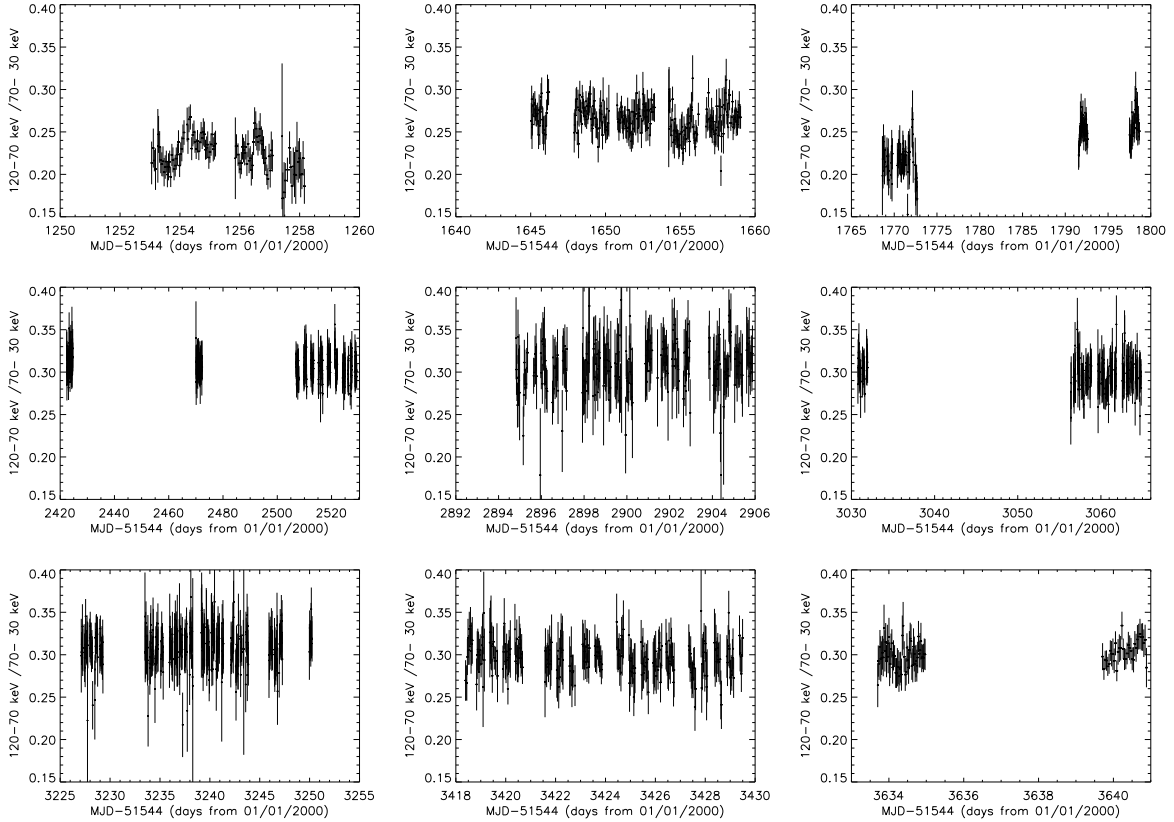 0.40 0.40 0.40
0.35 0.35 0.35
0.30 0.30 0.30
0.25 0.25 0.25
0.20 0.20 0.20
0.15 0.15 0.15
120-70 keV /70- 30 keV 120-70 keV /70- 30 keV 120-70 keV /70- 30 keV
1250 1252 1254 1256 1258 1260 1640 1645 1650 1655 1660 1765 1770 1775 1780 1785 1790 1795 1800
MJD-51544 (days from 01/01/2000) MJD-51544 (days from 01/01/2000) MJD-51544 (days from 01/01/2000)
0.40 0.40 0.40
0.35 0.35 0.35
0.30 0.30 0.30
0.25 0.25 0.25
0.20 0.20 0.20
0.15 0.15 0.15
120-70 keV /70- 30 keV 120-70 keV /70- 30 keV 120-70 keV /70- 30 keV
2420 2440 2460 2480 2500 2520 2892 2894 2896 2898 2900 2902 2904 2906 3030 3040 3050 3060
MJD-51544 (days from 01/01/2000) MJD-51544 (days from 01/01/2000) MJD-51544 (days from 01/01/2000)
0.40 0.40 0.40
0.35 0.35 0.35
0.30 0.30 0.30
0.25 0.25 0.25
0.20 0.20 0.20
0.15 0.15 0.15
120-70 keV /70- 30 keV 120-70 keV /70- 30 keV 120-70 keV /70- 30 keV
3225 3230 3235 3240 3245 3250 3255 3418 3420 3422 3424 3426 3428 3430 3634 3636 3638 3640
MJD-51544 (days from 01/01/2000) MJD-51544 (days from 01/01/2000) MJD-51544 (days from 01/01/2000)